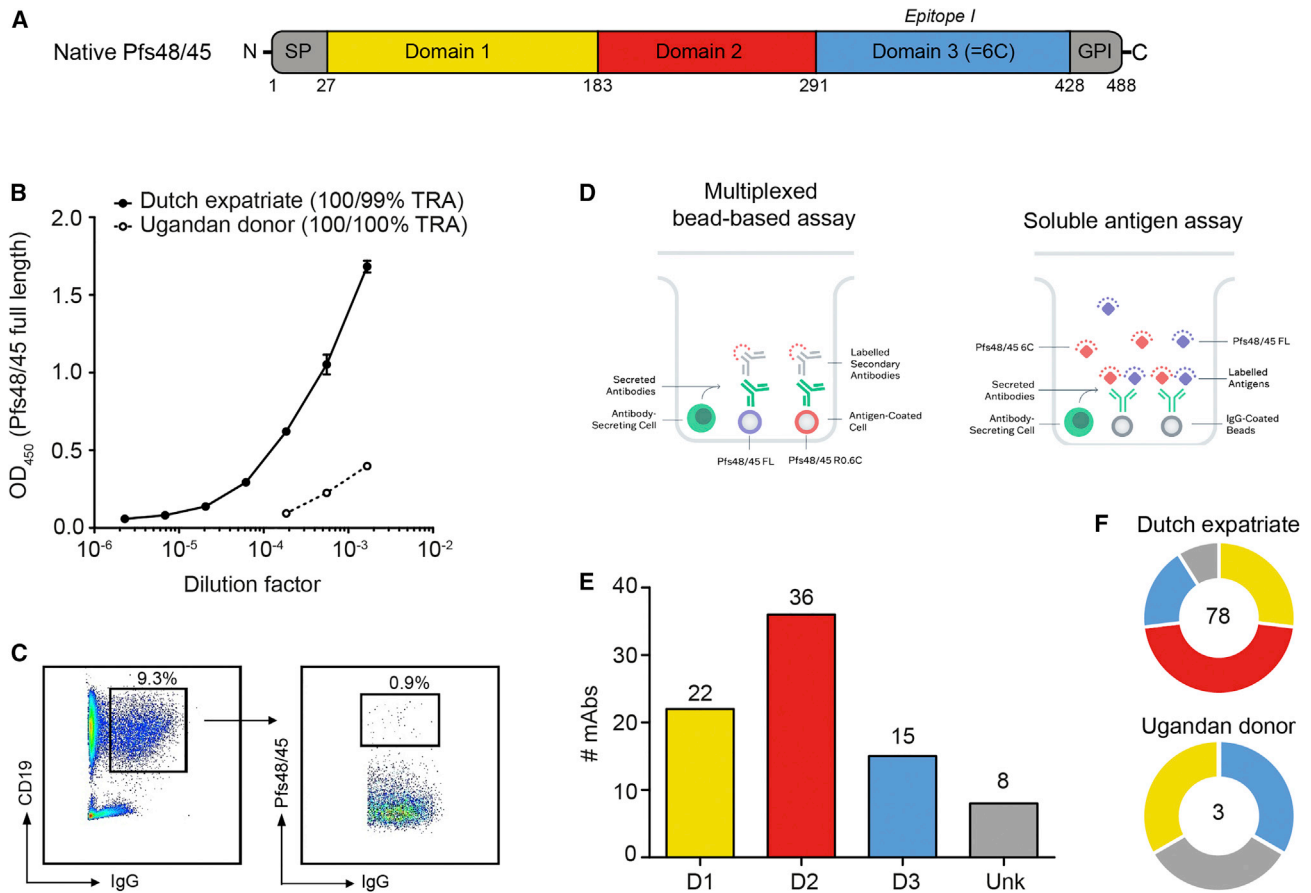 A
Epitope I
Native Pfs48/45
N
SP
Domain 1
Domain 2
Domain 3 (=6C)
GPI
C
1 27 183 291 428 488
B
Dutch expatriate (100/99% TRA)
Ugandan donor (100/100% TRA)
OD450 (Pfs48/45 full length)
2.0
1.5
1.0
0.5
0.0
10-6 10-5 10-4 10-3 10-2
Dilution factor
C
9.3%
CD19
IgG
0.9%
Pfs48/45
IgG
D
Multiplexed
bead-based assay
Secreted
Antibodies
Antibody-
Secreting Cell
Labelled
Secondary
Antibodies
Antigen-Coated
Cell
Pfs48/45 FL
Pfs48/45 R0.6C
Soluble antigen assay
Pfs48/45 6C
Pfs48/45 FL
Secreted
Antibodies
Labelled
Antigens
Antibody-
Secreting Cell
IgG-Coated
Beads
E
# mAbs
40
30
20
10
0
22
36
15
8
D1 D2 D3 Unk
F
Dutch expatriate
78
Ugandan donor
3